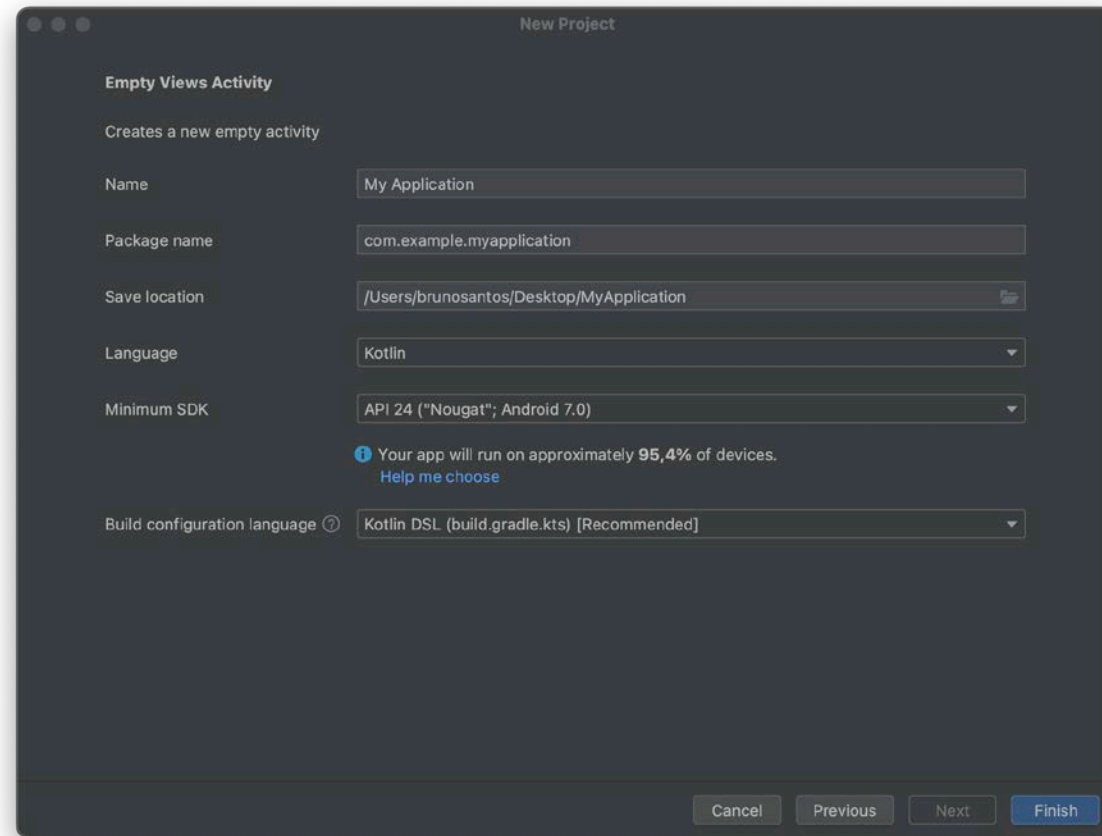 New Project
Empty Views Activity
Creates a new empty activity
Name My Application
Package name com.example.myapplication
Save location /Users/brunosantos/Desktop/MyApplication
Language Kotlin
Minimum SDK API 24 ("Nougat"; Android 7.0)
Your app will run on approximately 95,4% of devices.
Help me choose
Build configuration language Kotlin DSL (build.gradle.kts) [Recommended]
Cancel Previous Next Finish